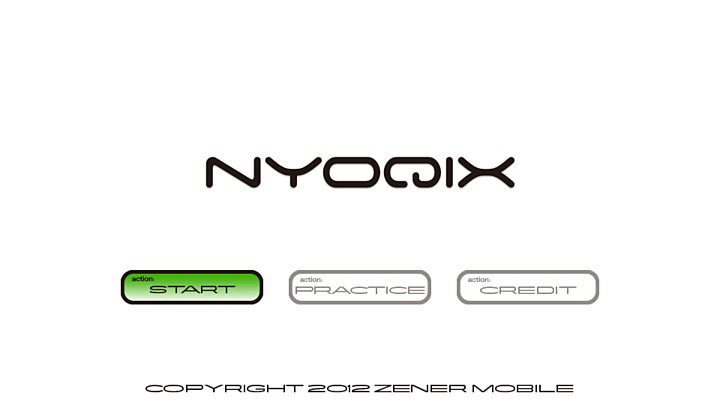 NYOQIX
action:
START
action:
PRACTICE
action:
CREDIT
COPYRIGHT 2012 ZENER MOBILE